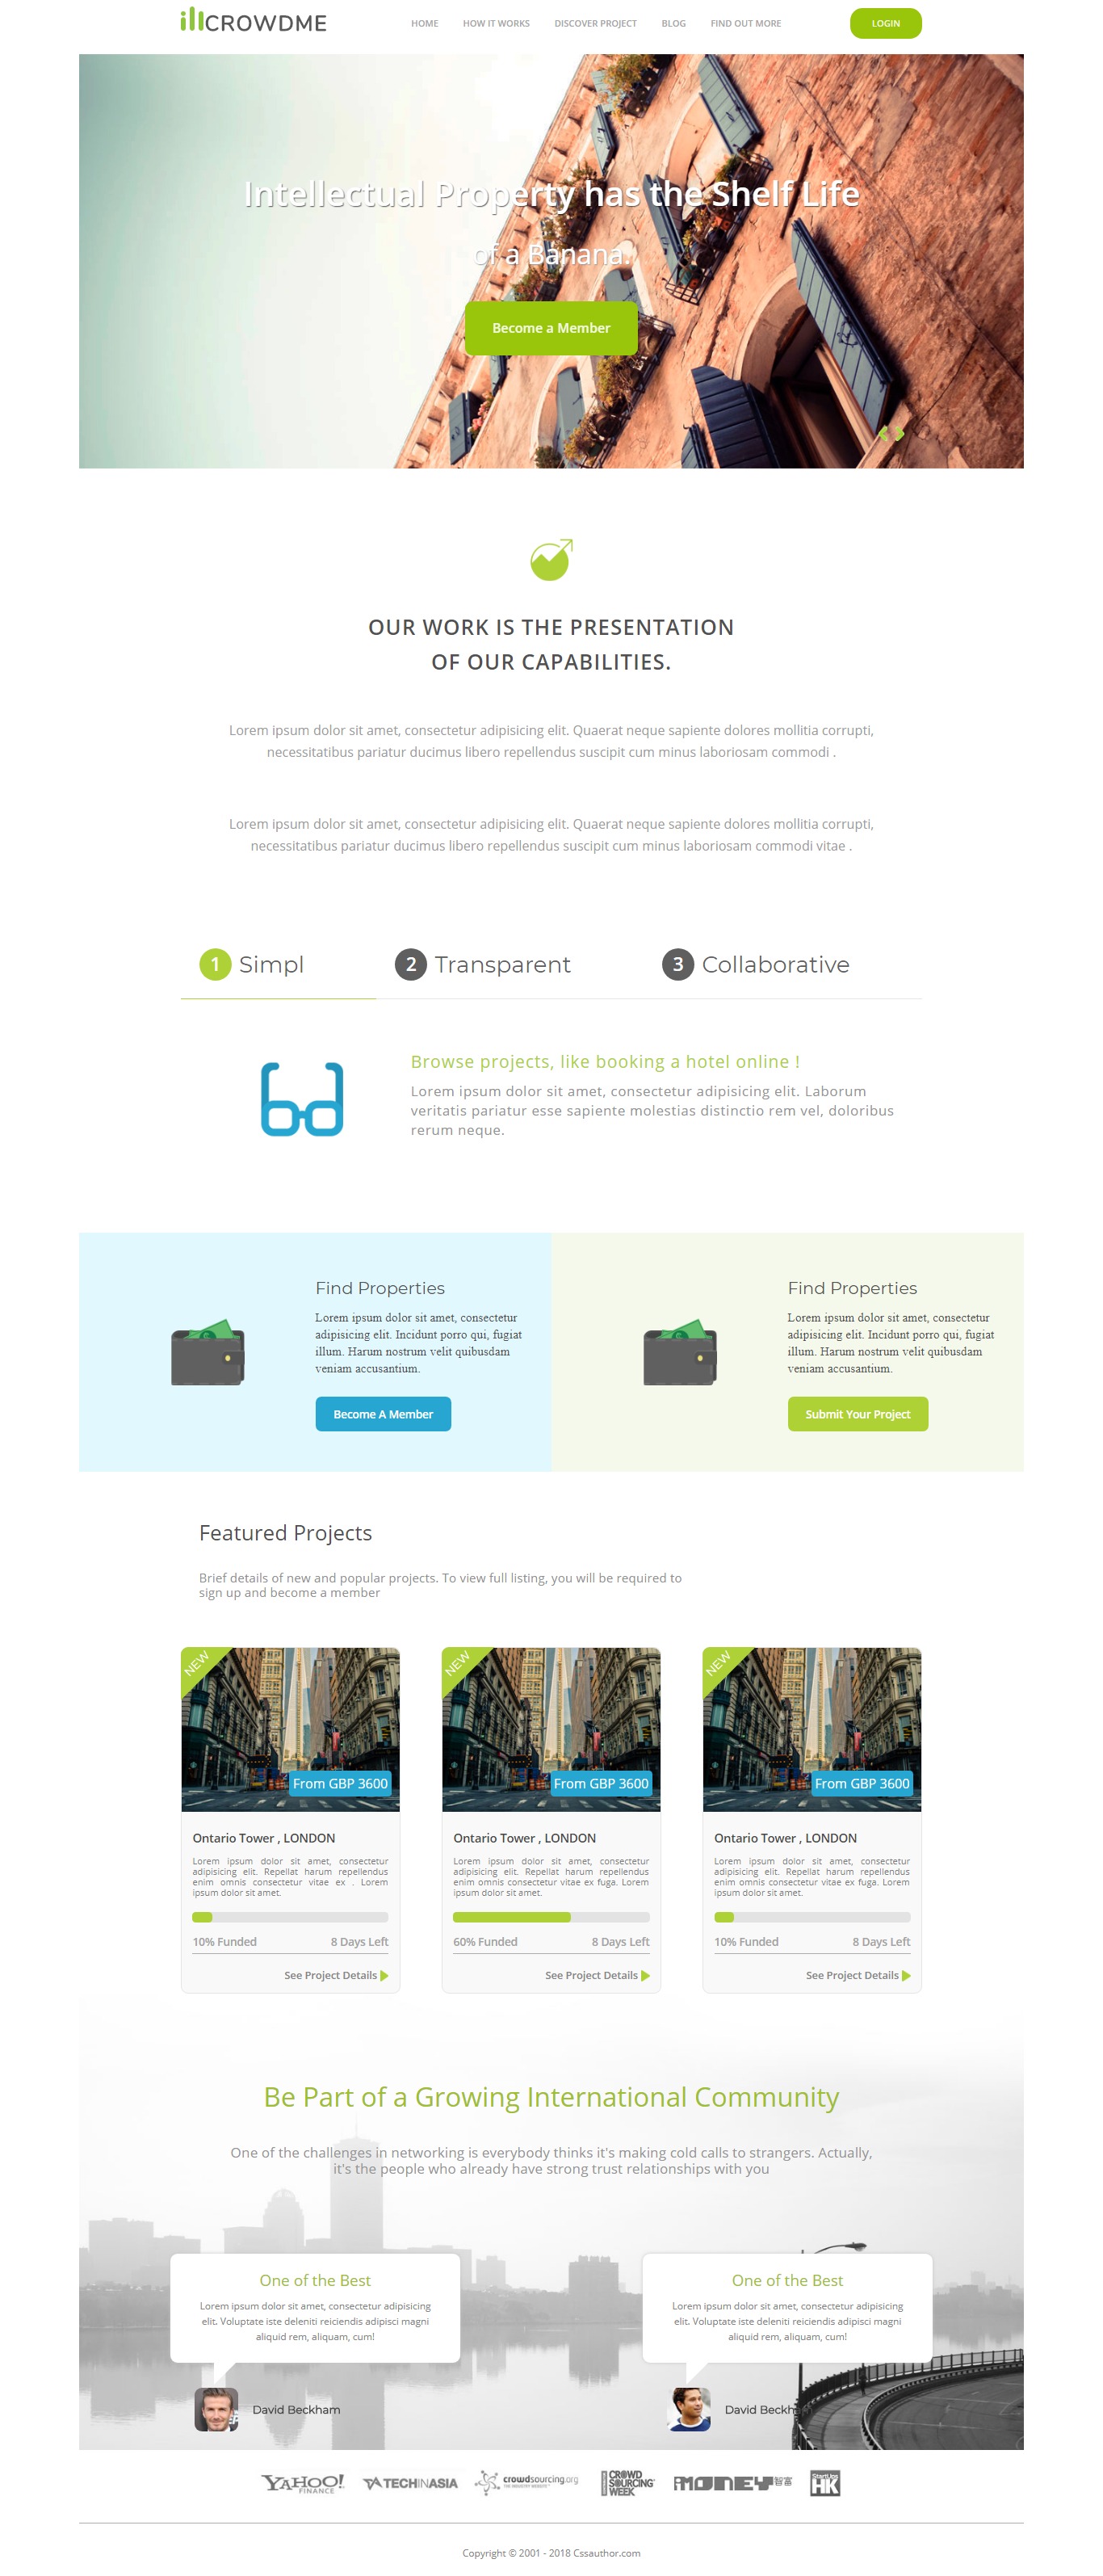 CROWDME
HOME HOW IT WORKS DISCOVER PROJECT BLOG FIND OUT MORE LOGIN
Intellectual Property has the Shelf Life
of a Banana.
Become a Member
OUR WORK IS THE PRESENTATION
OF OUR CAPABILITIES.
Lorem ipsum dolor sit amet, consectetur adipisicing elit. Quaerat neque sapiente dolores mollitia corrupti,
necessitatibus pariatur ducimus libero repellendus suscipit cum minus laboriosam commodi .
Lorem ipsum dolor sit amet, consectetur adipisicing elit. Quaerat neque sapiente dolores mollitia corrupti,
necessitatibus pariatur ducimus libero repellendus suscipit cum minus laboriosam commodi vitae .
1 Simpl 2 Transparent 3 Collaborative
Browse projects, like booking a hotel online !
Lorem ipsum dolor sit amet, consectetur adipisicing elit. Laborum
veritatis pariatur esse sapiente molestias distinctio rem vel, doloribus
rerum neque.
Find Properties
Lorem ipsum dolor sit amet, consectetur
adipisicing elit. Incidunt porro qui, fugiat
illum. Harum nostrum velit quibusdam
veniam accusantium.
Become A Member
Find Properties
Lorem ipsum dolor sit amet, consectetur
adipisicing elit. Incidunt porro qui, fugiat
illum. Harum nostrum velit quibusdam
veniam accusantium.
Submit Your Project
Featured Projects
Brief details of new and popular projects. To view full listing, you will be required to
sign up and become a member
NEW
From GBP 3600
Ontario Tower , LONDON
Lorem ipsum dolor sit amet, consectetur
adipisicing elit. Repellat harum repellendus
enim omnis consectetur vitae ex . Lorem
ipsum dolor sit amet.
10% Funded 8 Days Left
See Project Details
NEW
From GBP 3600
Ontario Tower , LONDON
Lorem ipsum dolor sit amet, consectetur
adipisicing elit. Repellat harum repellendus
enim omnis consectetur vitae ex fuga. Lorem
ipsum dolor sit amet.
60% Funded 8 Days Left
See Project Details
NEW
From GBP 3600
Ontario Tower , LONDON
Lorem ipsum dolor sit amet, consectetur
adipisicing elit. Repellat harum repellendus
enim omnis consectetur vitae ex fuga. Lorem
ipsum dolor sit amet.
10% Funded 8 Days Left
See Project Details
Be Part of a Growing International Community
One of the challenges in networking is everybody thinks it's making cold calls to strangers. Actually,
it's the people who already have strong trust relationships with you
One of the Best
Lorem ipsum dolor sit amet, consectetur adipisicing
elit. Voluptate iste deleniti reiciendis adipisci magni
aliquid rem, aliquam, cum!
David Beckham
One of the Best
Lorem ipsum dolor sit amet, consectetur adipisicing
elit. Voluptate iste deleniti reiciendis adipisci magni
aliquid rem, aliquam, cum!
David Beckham
YAHOO!
FINANCE
TECHINASIA
crowdsourcing.org
THE INDUSTRY WEBSITE
CROWD
SOURCING
WEEK
MONEY
StartUps
HK
Copyright © 2001 - 2018 Cssauthor.com